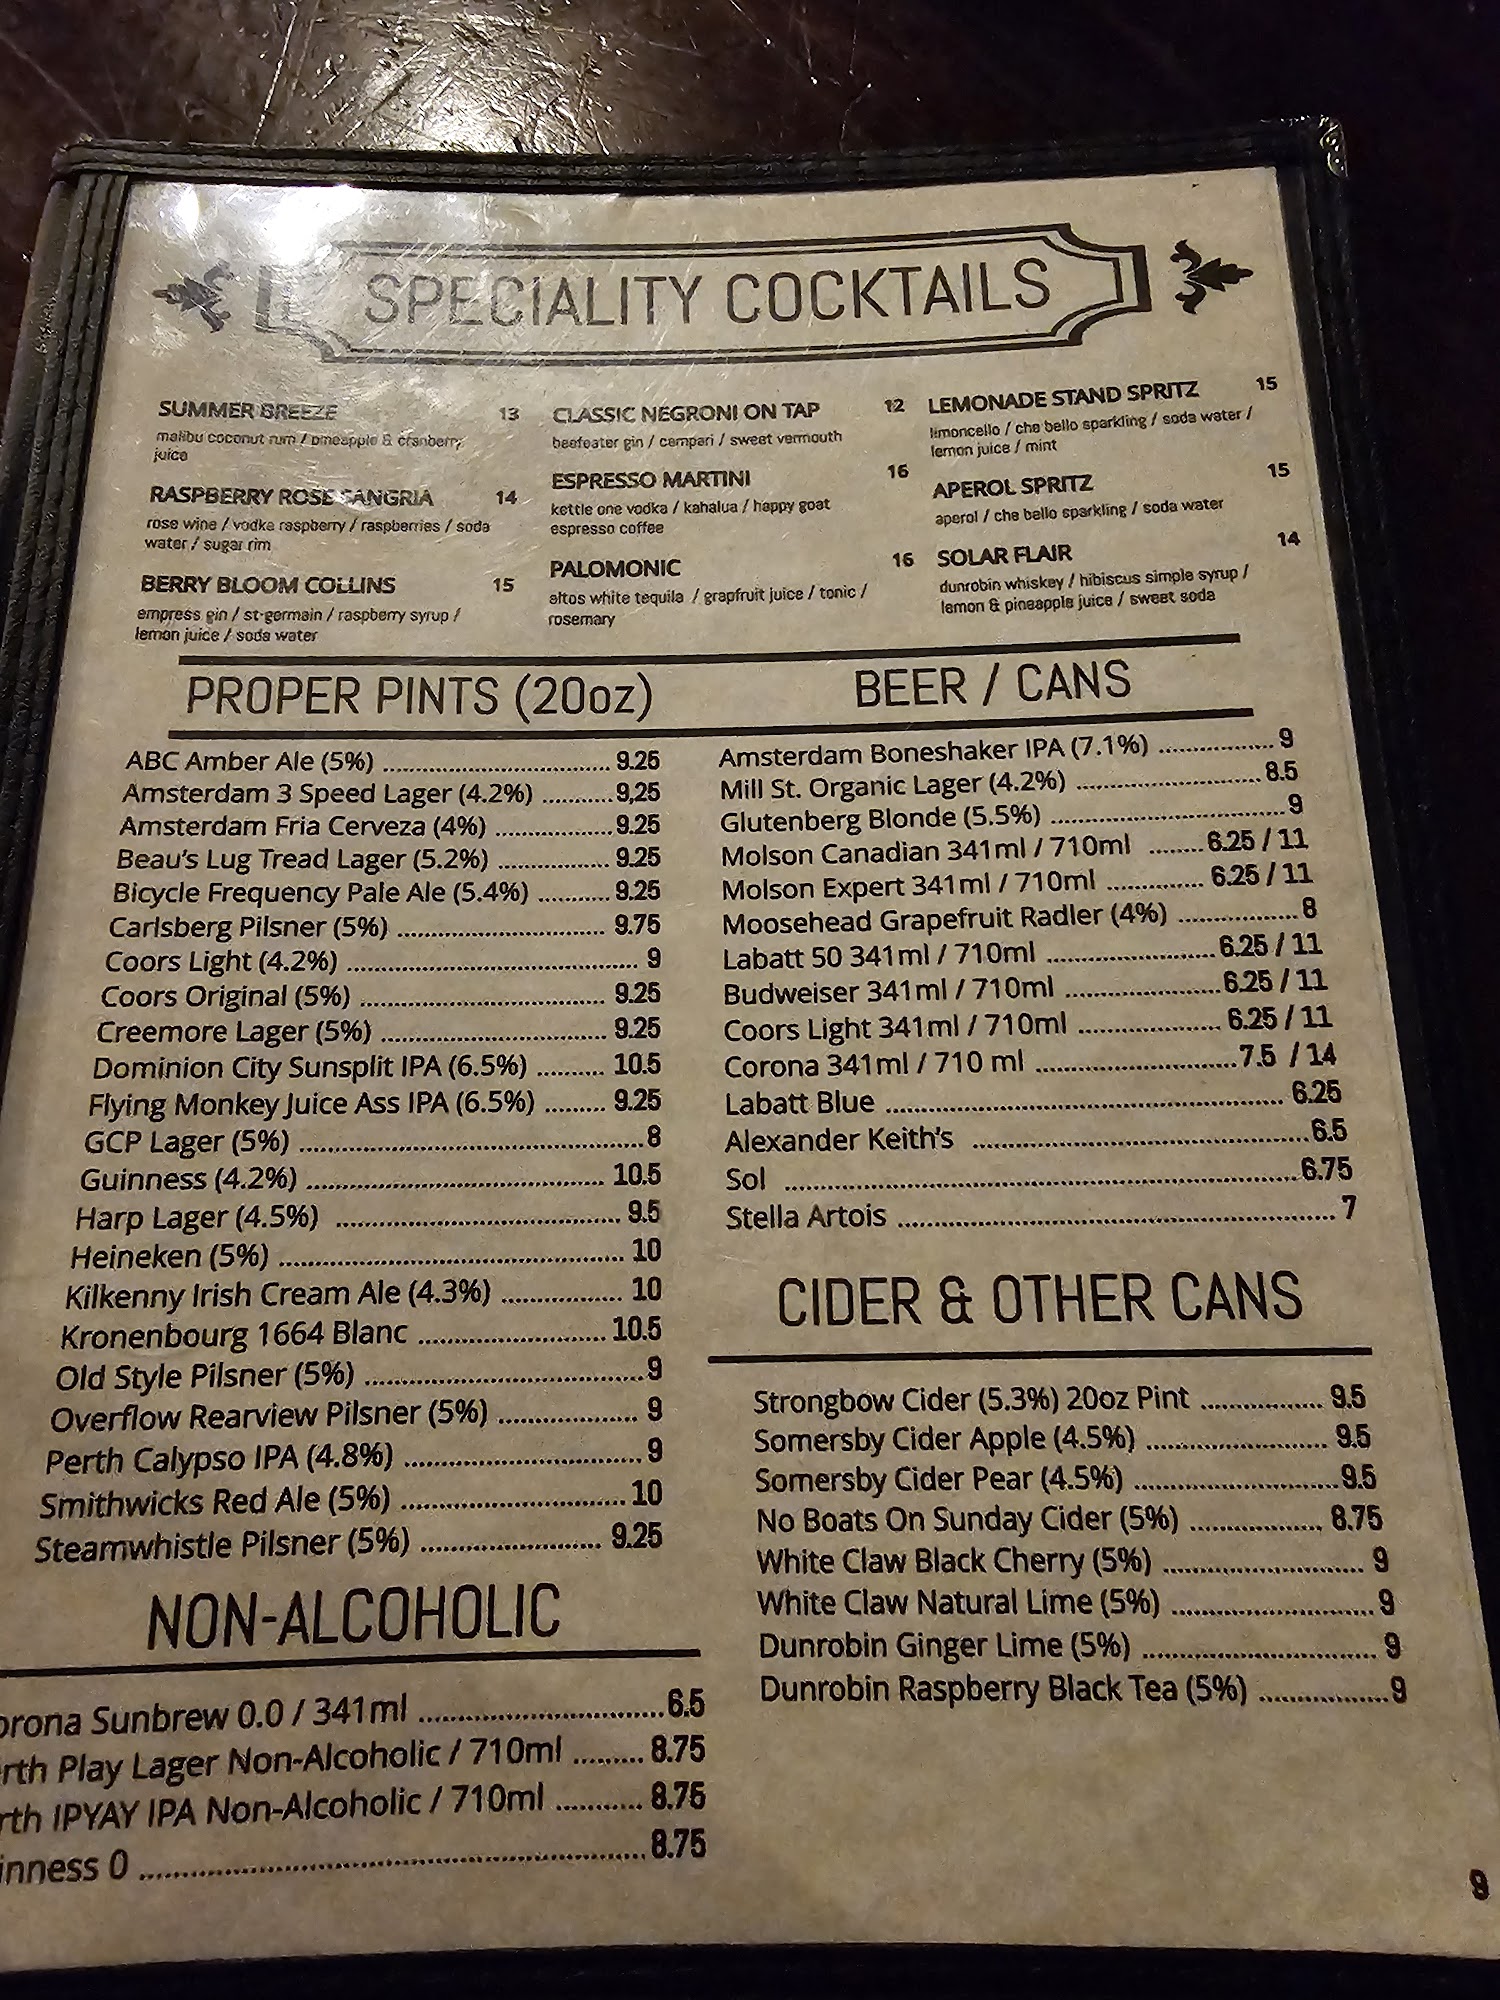 SPECIALITY COCKTAILS
SUMMER BREEZE 13
malibu coconut rum / pineapple & cranberry
juice
RASPBERRY ROSE SANGRIA 14
rose wine / vodka raspberry / raspberries / soda
water / sugar rim
BERRY BLOOM COLLINS 15
empress gin / st-germain / raspberry syrup /
lemon juice / soda water
CLASSIC NEGRONI ON TAP 12
beefeater gin / campari / sweet vermouth
ESPRESSO MARTINI 16
kettle one vodka / kahalua / happy goat
espresso coffee
PALOMONIC 16
altos white tequila / grapfruit juice / tonic /
rosemary
LEMONADE STAND SPRITZ 15
limoncello / che bello sparkling / soda water /
lemon juice / mint
APEROL SPRITZ 15
aperol / che bello sparkling / soda water
SOLAR FLAIR 14
dunrobin whiskey / hibiscus simple syrup /
lemon & pineapple juice / sweet soda
PROPER PINTS (20oz)
ABC Amber Ale (5%) 9.25
Amsterdam 3 Speed Lager (4.2%) 9,25
Amsterdam Fria Cerveza (4%) 9.25
Beau's Lug Tread Lager (5.2%) 9.25
Bicycle Frequency Pale Ale (5.4%) 9.25
Carlsberg Pilsner (5%) 9.75
Coors Light (4.2%) 9
Coors Original (5%) 9.25
Creemore Lager (5%) 9.25
Dominion City Sunsplit IPA (6.5%) 10.5
Flying Monkey Juice Ass IPA (6.5%) 9.25
GCP Lager (5%) 8
Guinness (4.2%) 10.5
Harp Lager (4.5%) 9.5
Heineken (5%) 10
Kilkenny Irish Cream Ale (4.3%) 10
Kronenbourg 1664 Blanc 10.5
Old Style Pilsner (5%) 9
Overflow Rearview Pilsner (5%) 9
Perth Calypso IPA (4.8%) 9
Smithwicks Red Ale (5%) 10
Steamwhistle Pilsner (5%) 9.25
NON-ALCOHOLIC
orona Sunbrew 0.0 / 341ml 6.5
rth Play Lager Non-Alcoholic / 710ml 8.75
rth IPYAY IPA Non-Alcoholic / 710ml 8.75
inness 0 8.75
BEER / CANS
Amsterdam Boneshaker IPA (7.1%) 9
Mill St. Organic Lager (4.2%) 8.5
Glutenberg Blonde (5.5%) 9
Molson Canadian 341ml / 710ml 6.25 / 11
Molson Expert 341ml / 710ml 6.25 / 11
Moosehead Grapefruit Radler (4%) 8
Labatt 50 341ml / 710ml 6.25 / 11
Budweiser 341ml / 710ml 6.25 / 11
Coors Light 341ml / 710ml 6.25 / 11
Corona 341ml / 710 ml 7.5 / 14
Labatt Blue 6.25
Alexander Keith's 6.5
Sol 6.75
Stella Artois 7
CIDER & OTHER CANS
Strongbow Cider (5.3%) 20oz Pint 9.5
Somersby Cider Apple (4.5%) 9.5
Somersby Cider Pear (4.5%) 9.5
No Boats On Sunday Cider (5%) 8.75
White Claw Black Cherry (5%) 9
White Claw Natural Lime (5%) 9
Dunrobin Ginger Lime (5%) 9
Dunrobin Raspberry Black Tea (5%) 9
9